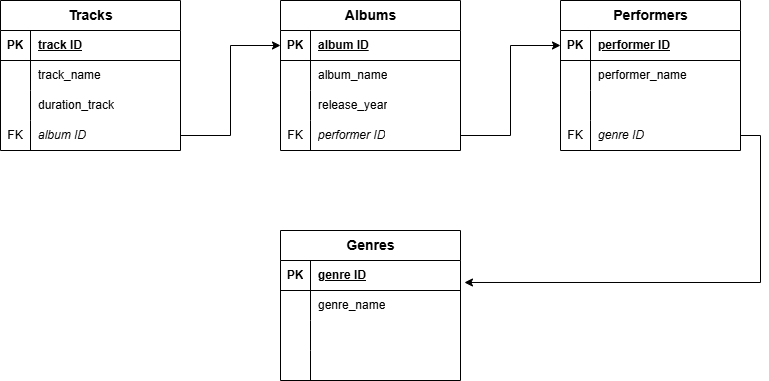 Tracks
PK track ID
track_name
duration_track
FK album ID
Albums
PK album ID
album_name
release_year
FK performer ID
Performers
PK performer ID
performer_name
FK genre ID
Genres
PK genre ID
genre_name